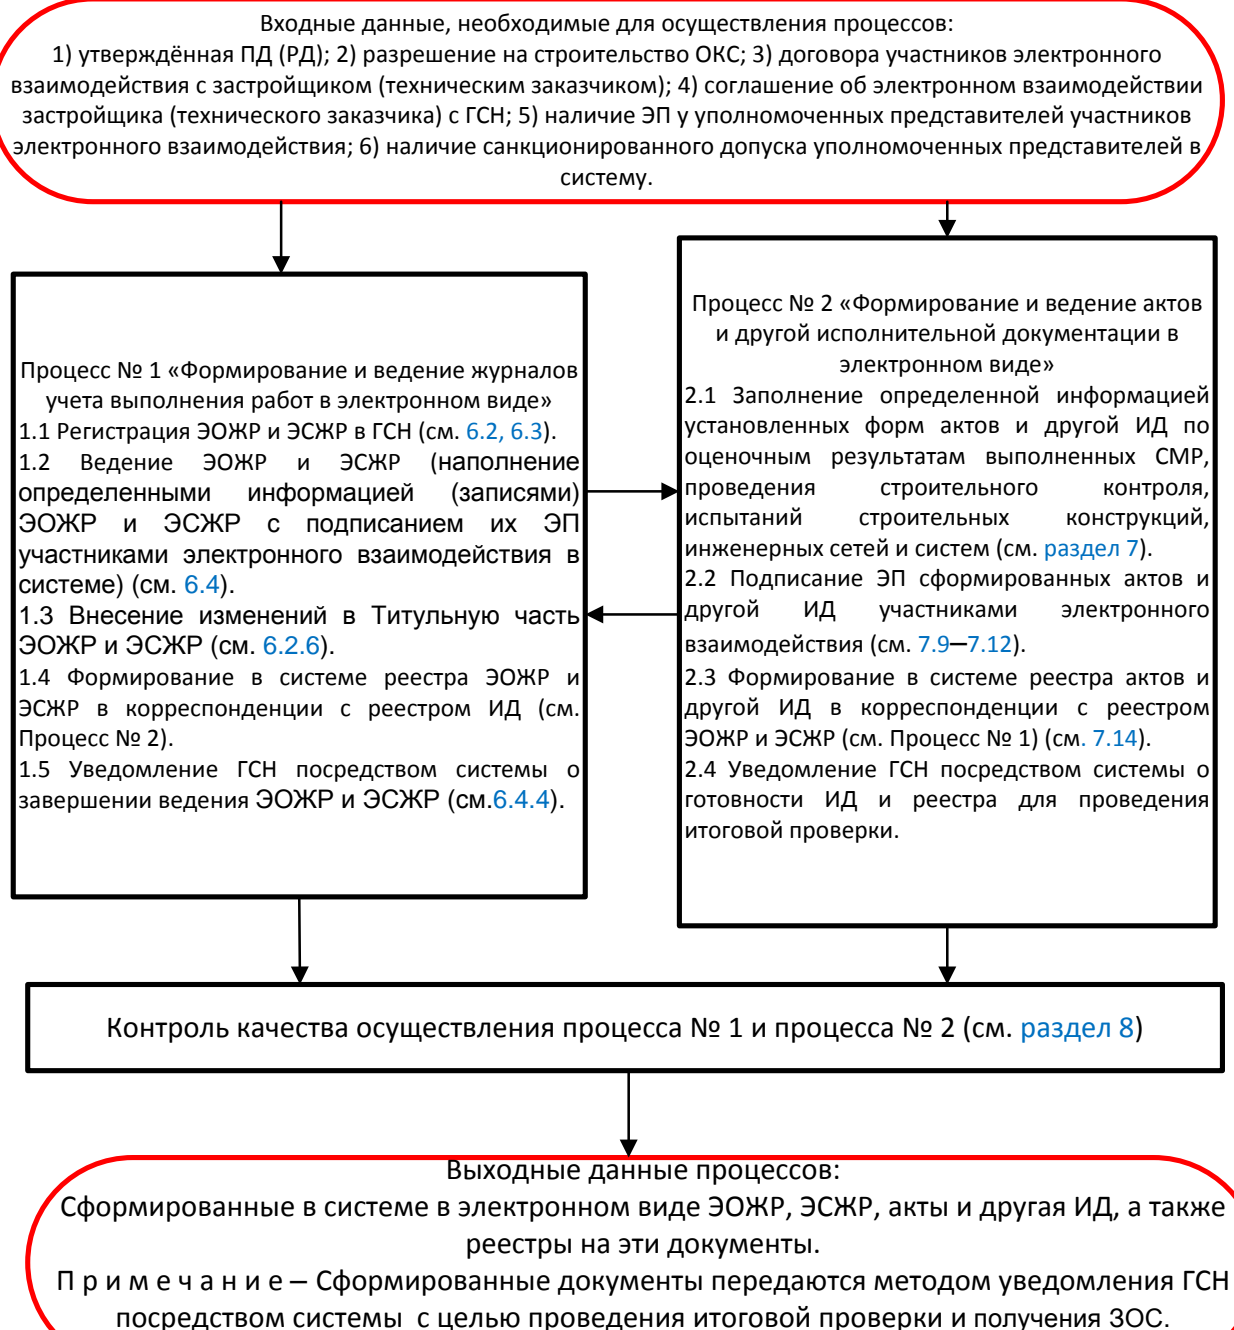 Входные данные, необходимые для осуществления процессов:
1) утверждённая ПД (РД); 2) разрешение на строительство ОКС; 3) договора участников электронного
взаимодействия с застройщиком (техническим заказчиком); 4) соглашение об электронном взаимодействии
застройщика (технического заказчика) с ГСН; 5) наличие ЭП у уполномоченных представителей участников
электронного взаимодействия; 6) наличие санкционированного допуска уполномоченных представителей в
систему.
Процесс № 1 «Формирование и ведение журналов
учета выполнения работ в электронном виде»
1.1 Регистрация ЭОЖР и ЭСЖР в ГСН (см. 6.2, 6.3).
1.2 Ведение ЭОЖР и ЭСЖР (наполнение
определенными информацией (записями)
ЭОЖР и ЭСЖР с подписанием их ЭП
участниками электронного взаимодействия в
системе) (см. 6.4).
1.3 Внесение изменений в Титульную часть
ЭОЖР и ЭСЖР (см. 6.2.6).
1.4 Формирование в системе реестра ЭОЖР и
ЭСЖР в корреспонденции с реестром ИД (см.
Процесс № 2).
1.5 Уведомление ГСН посредством системы о
завершении ведения ЭОЖР и ЭСЖР (см.6.4.4).
Процесс № 2 «Формирование и ведение актов
и другой исполнительной документации в
электронном виде»
2.1 Заполнение определенной информацией
установленных форм актов и другой ИД по
оценочным результатам выполненных СМР,
проведения строительного контроля,
испытаний строительных конструкций,
инженерных сетей и систем (см. раздел 7).
2.2 Подписание ЭП сформированных актов и
другой ИД участниками электронного
взаимодействия (см. 7.9–7.12).
2.3 Формирование в системе реестра актов и
другой ИД в корреспонденции с реестром
ЭОЖР и ЭСЖР (см. Процесс № 1) (см. 7.14).
2.4 Уведомление ГСН посредством системы о
готовности ИД и реестра для проведения
итоговой проверки.
Контроль качества осуществления процесса № 1 и процесса № 2 (см. раздел 8)
Выходные данные процессов:
Сформированные в системе в электронном виде ЭОЖР, ЭСЖР, акты и другая ИД, а также
реестры на эти документы.
П р и м е ч а н и е – Сформированные документы передаются методом уведомления ГСН
посредством системы с целью проведения итоговой проверки и получения ЗОС.